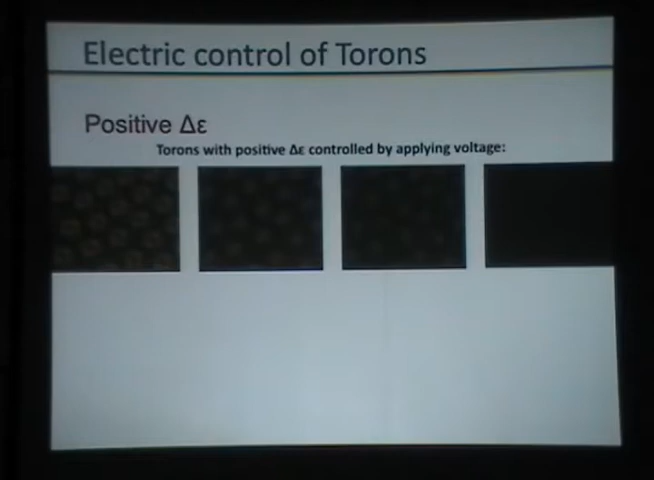 Electric control of Torons
Positive Δε
Torons with positive Δε controlled by applying voltage: